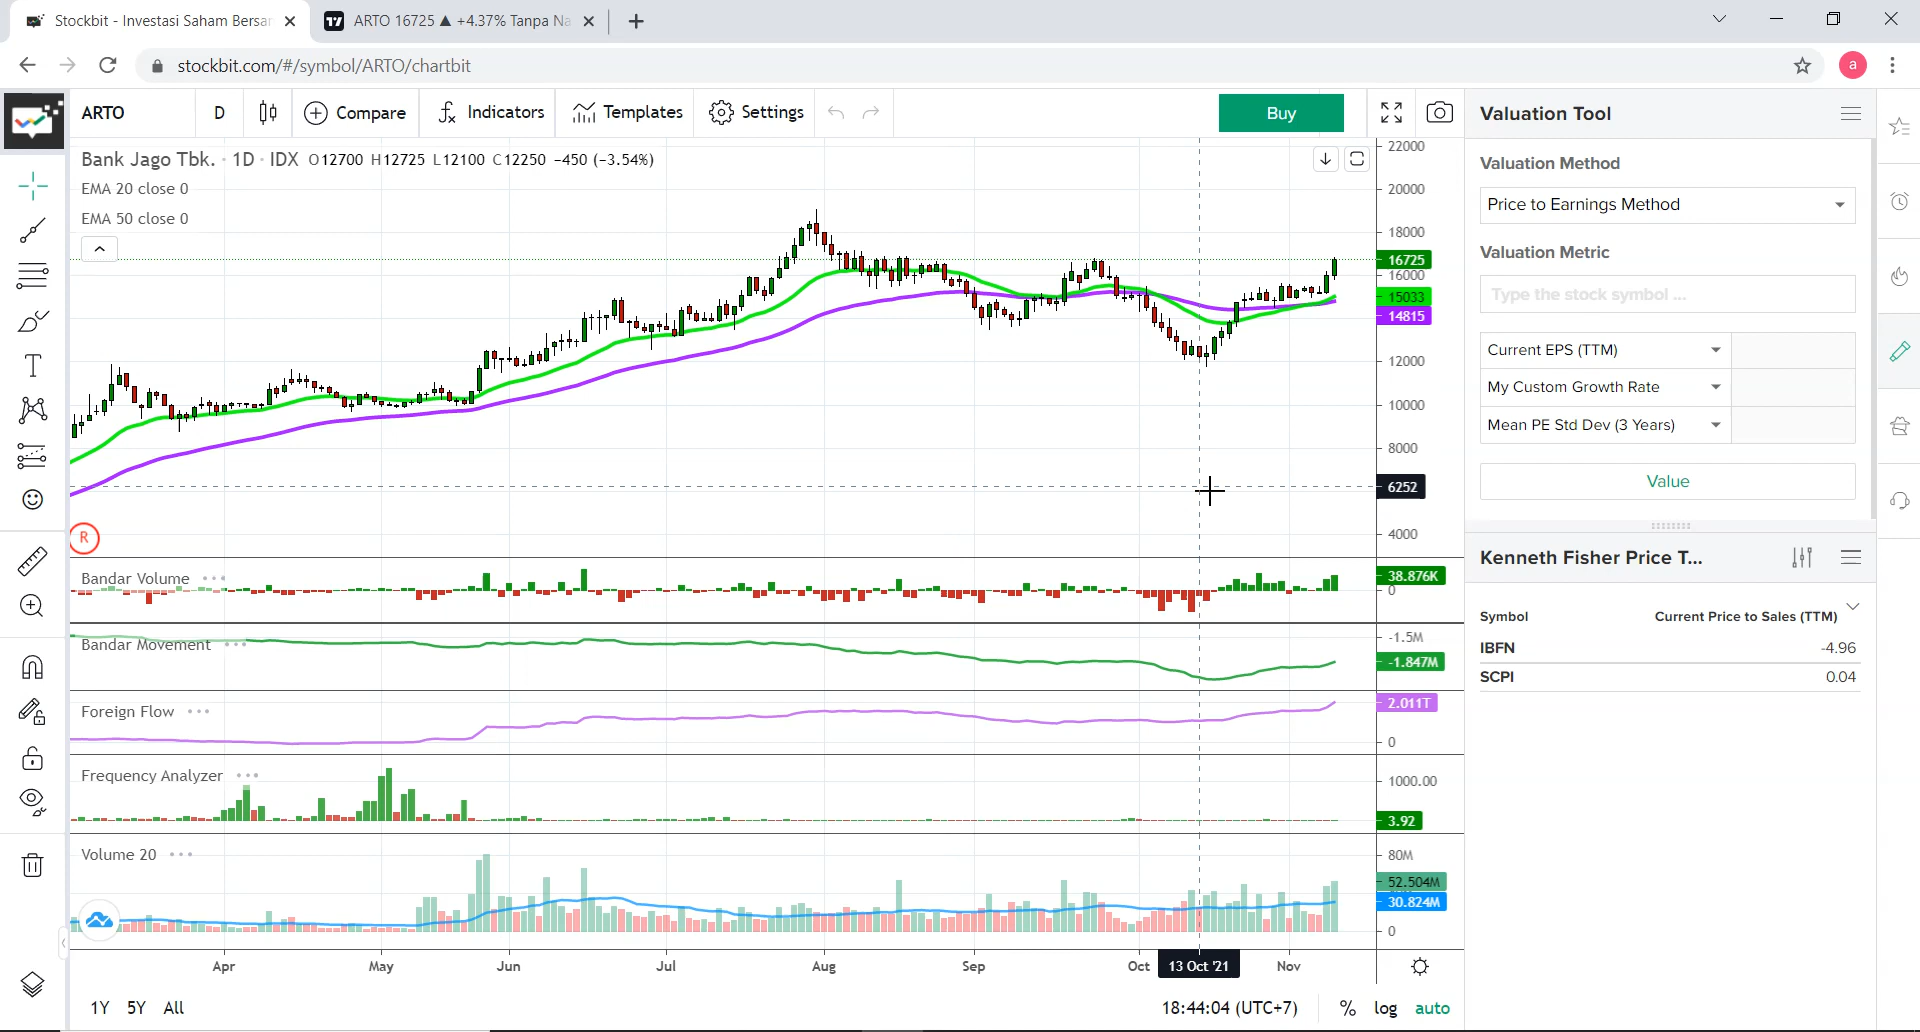 Stockbit - Investasi Saham Bersar
ARTO 16725 ▲ +4.37% Tanpa Na
stockbit.com/#/symbol/ARTO/chartbit
a
ARTO D Compare Indicators Templates Settings Buy
Bank Jago Tbk. · 1D · IDX O12700 H12725 L12100 C12250 −450 (−3.54%)
EMA 20 close 0
EMA 50 close 0
22000
20000
18000
16725
16000
15033
14815
12000
10000
8000
6252
4000
R
Bandar Volume
38.876K
0
Bandar Movement
-1.5M
-1.847M
Foreign Flow
2.011T
0
Frequency Analyzer
1000.00
3.92
Volume 20
80M
52.504M
30.824M
0
Apr May Jun Jul Aug Sep Oct 13 Oct '21 Nov
1Y 5Y All
18:44:04 (UTC+7) % log auto
Valuation Tool
Valuation Method
Price to Earnings Method
Valuation Metric
Type the stock symbol ...
Current EPS (TTM)
My Custom Growth Rate
Mean PE Std Dev (3 Years)
Value
Kenneth Fisher Price T...
Symbol Current Price to Sales (TTM)
IBFN -4.96
SCPI 0.04